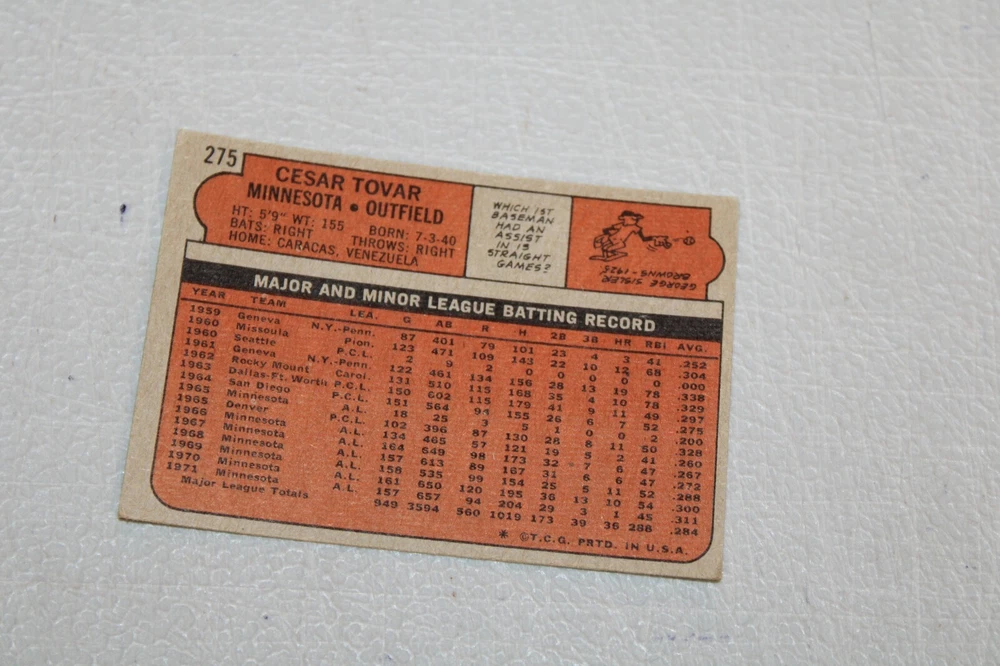 275
CESAR TOVAR
MINNESOTA • OUTFIELD
HT: 5'9" WT: 155 BORN: 7-3-40
BATS: RIGHT THROWS: RIGHT
HOME: CARACAS, VENEZUELA
WHICH 1ST
BASEMAN
HAD AN
ASSIST
IN 13
STRAIGHT
GAMES?
GEORGE SISLER
BROWNS - 1925
MAJOR AND MINOR LEAGUE BATTING RECORD
YEAR TEAM LEA. G AB R H 2B 3B HR RBI AVG.
1959 Geneva N.Y.-Penn. 87 401 79 101 23 4 3 41 .252
1960 Missoula Pion. 123 471 109 143 22 10 12 68 .304
1960 Seattle P.C.L. 2 9 2 0 0 0 0 0 .000
1961 Geneva N.Y.-Penn. 122 461 134 156 28 13 19 78 .338
1962 Rocky Mount Carol. 131 510 115 168 35 4 10 78 .329
1963 Dallas-Ft. Worth P.C.L. 150 602 115 179 41 9 11 49 .297
1964 San Diego P.C.L. 151 564 155 26 6 7 52 .275
1965 Minnesota A.L. 18 25 3 5 1 0 0 2 .200
1965 Denver P.C.L. 102 396 87 130 28 8 11 50 .328
1966 Minnesota A.L. 134 465 57 121 19 5 2 41 .260
1967 Minnesota A.L. 164 649 98 173 32 7 6 47 .267
1968 Minnesota A.L. 157 613 89 167 31 6 6 47 .272
1969 Minnesota A.L. 158 535 99 154 25 5 11 52 .288
1970 Minnesota A.L. 161 650 120 195 36 13 10 54 .300
1971 Minnesota A.L. 157 657 94 204 29 3 1 45 .311
Major League Totals 949 3594 560 1019 173 39 36 288 .284
* ©T.C.G. PRTD. IN U.S.A.